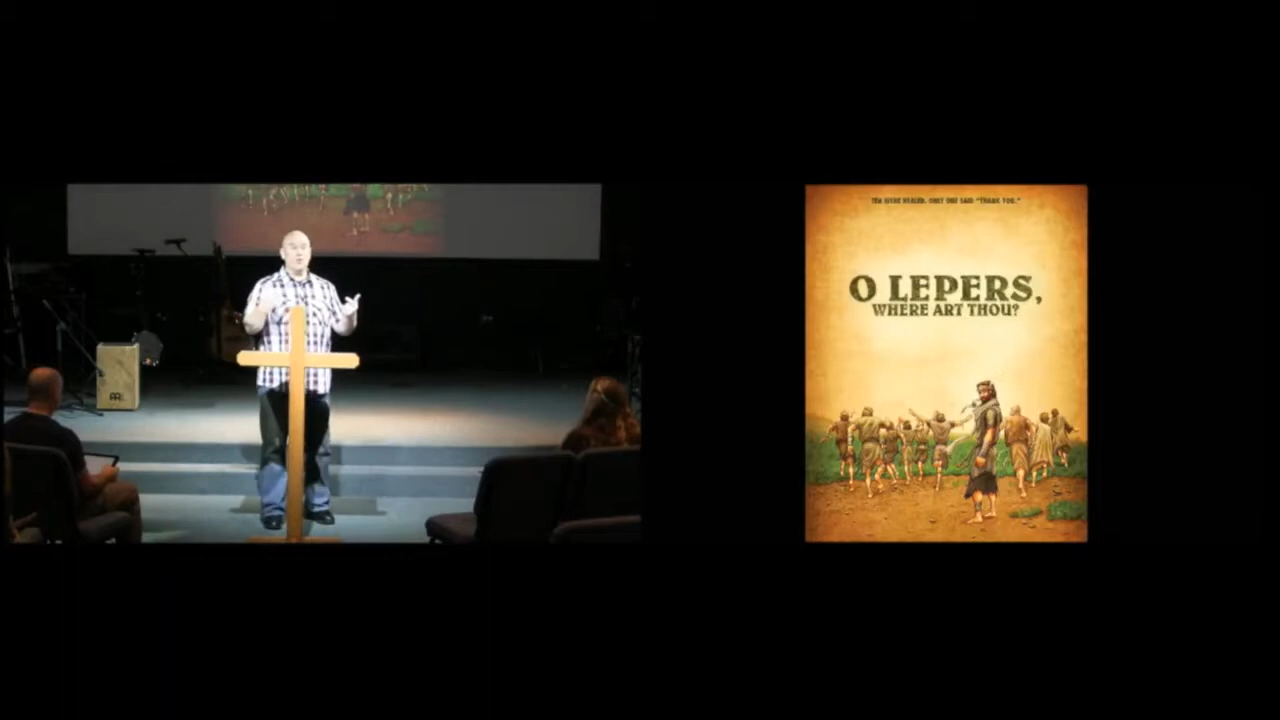 TEN WERE HEALED. ONLY ONE SAID "THANK YOU."
O LEPERS,
WHERE ART THOU?